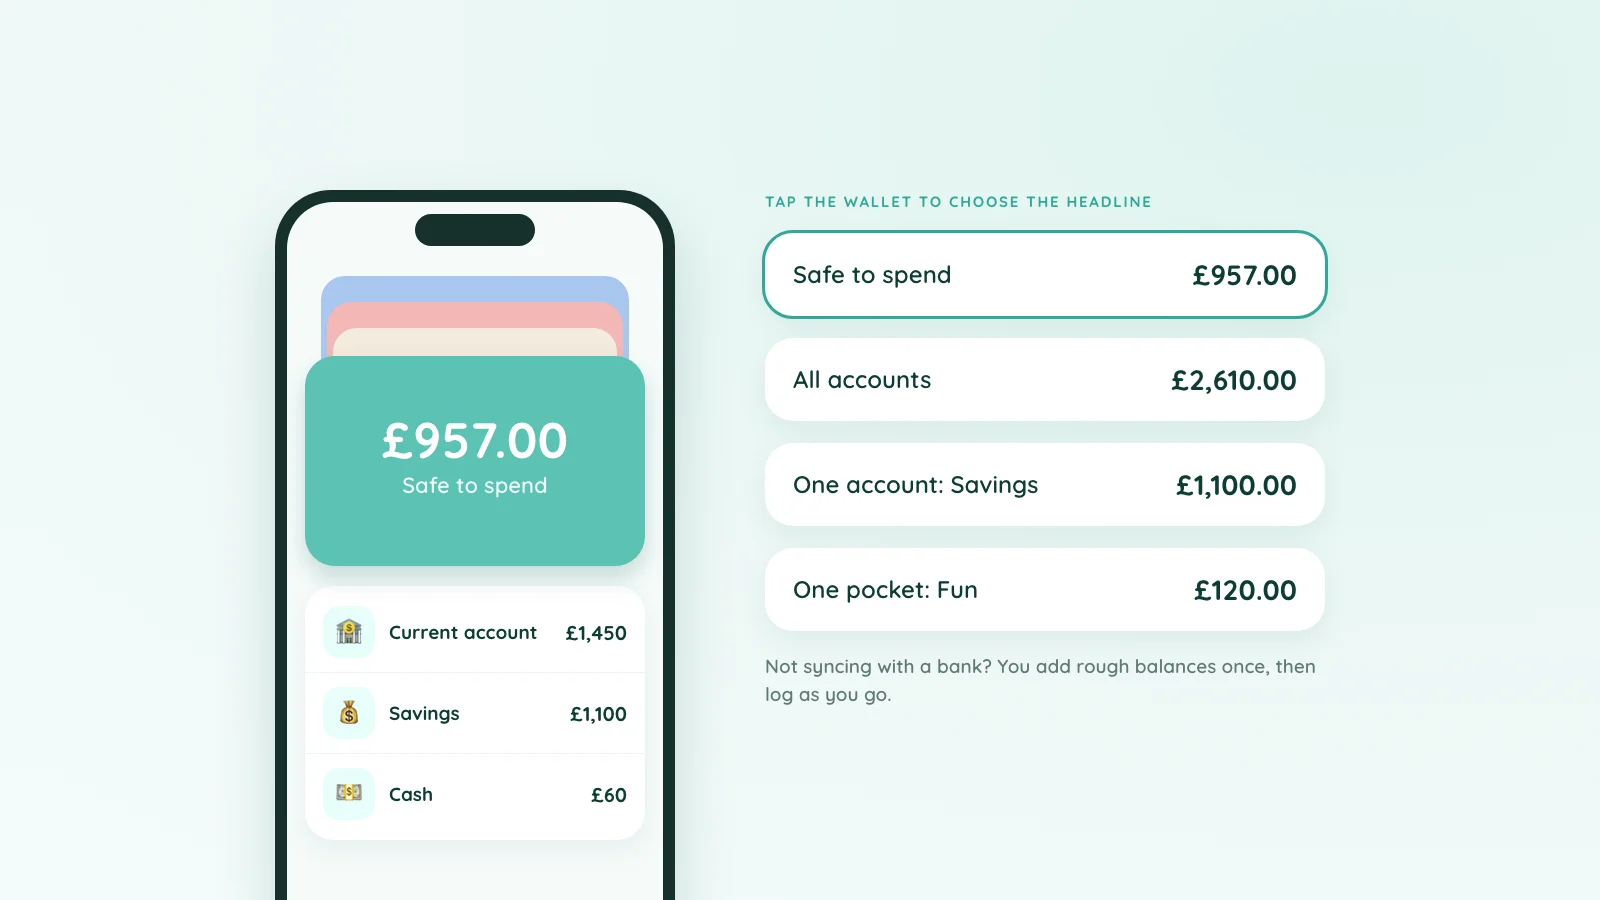 £957.00
Safe to spend
Current account £1,450
Savings £1,100
Cash £60
TAP THE WALLET TO CHOOSE THE HEADLINE
Safe to spend £957.00
All accounts £2,610.00
One account: Savings £1,100.00
One pocket: Fun £120.00
Not syncing with a bank? You add rough balances once, then
log as you go.